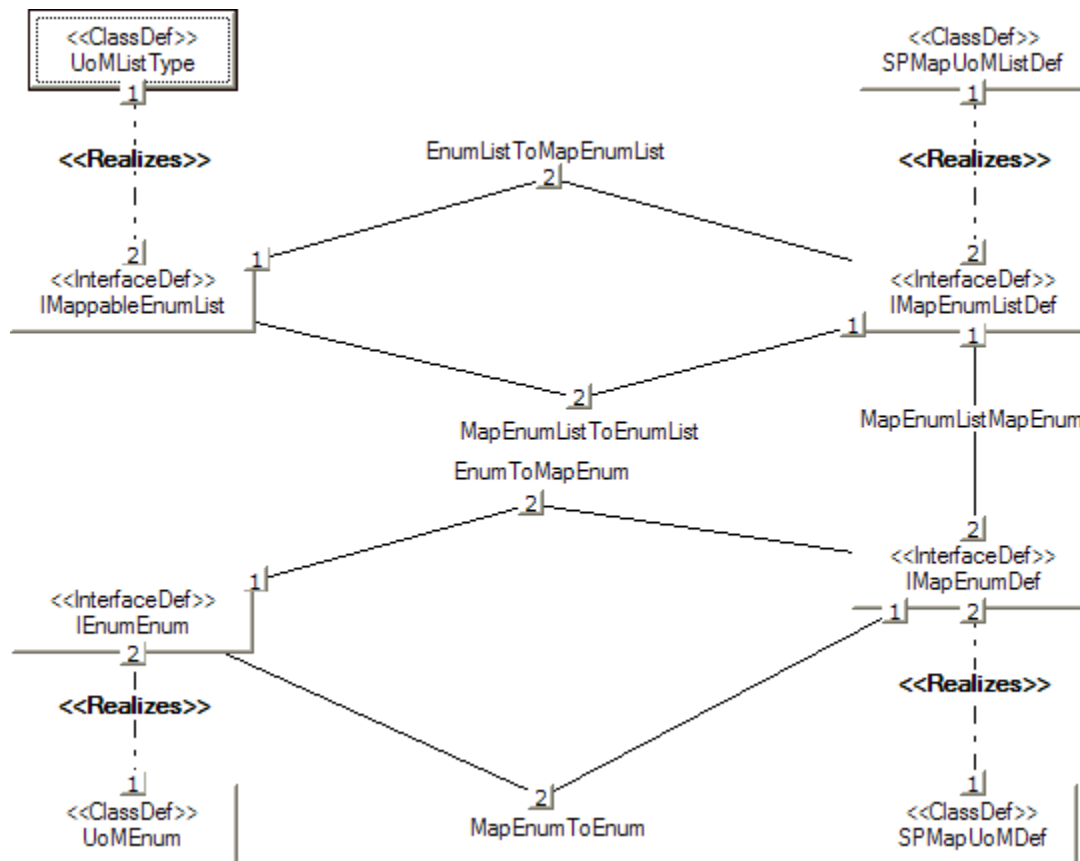 <<ClassDef>>
UoMListType
1
<<Realizes>>
2
<<InterfaceDef>>
IMappableEnumList
<<ClassDef>>
SPMapUoMListDef
1
<<Realizes>>
2
<<InterfaceDef>>
IMapEnumListDef
EnumListToMapEnumList
2
1
1
2
MapEnumListToEnumList
1
MapEnumListMapEnum
2
<<InterfaceDef>>
IMapEnumDef
EnumToMapEnum
2
1
<<InterfaceDef>>
IEnumEnum
2
<<Realizes>>
1
<<ClassDef>>
UoMEnum
1
2
<<Realizes>>
1
<<ClassDef>>
SPMapUoMDef
2
MapEnumToEnum